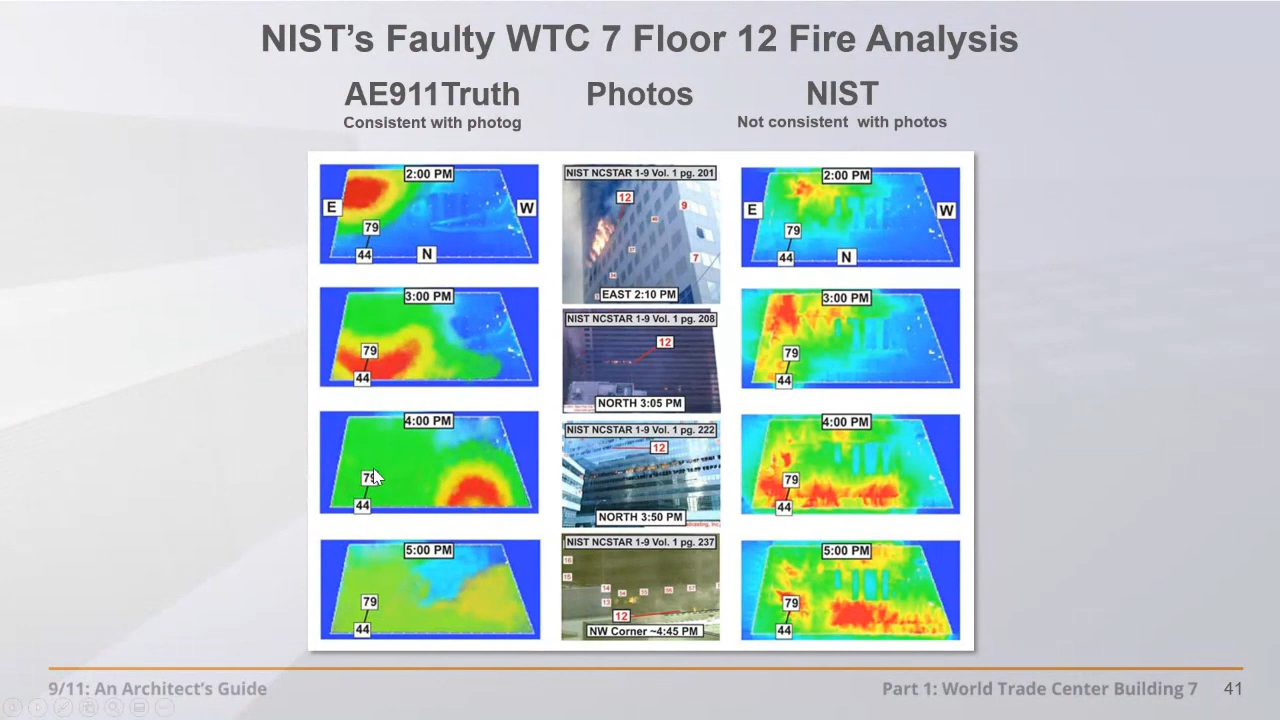 NIST’s Faulty WTC 7 Floor 12 Fire Analysis
AE911Truth
Consistent with photog
Photos
NIST
Not consistent with photos
2:00 PM
E
W
79
44
N
3:00 PM
79
44
4:00 PM
79
44
5:00 PM
79
44
NIST NCSTAR 1-9 Vol. 1 pg. 201
12
9
7
EAST 2:10 PM
NIST NCSTAR 1-9 Vol. 1 pg. 208
12
NORTH 3:05 PM
NIST NCSTAR 1-9 Vol. 1 pg. 222
12
NORTH 3:50 PM
NIST NCSTAR 1-9 Vol. 1 pg. 237
14
13
12
NW Corner ~4:45 PM
2:00 PM
E
W
79
44
N
3:00 PM
79
44
4:00 PM
79
44
5:00 PM
79
44
9/11: An Architect’s Guide
Part 1: World Trade Center Building 7
41